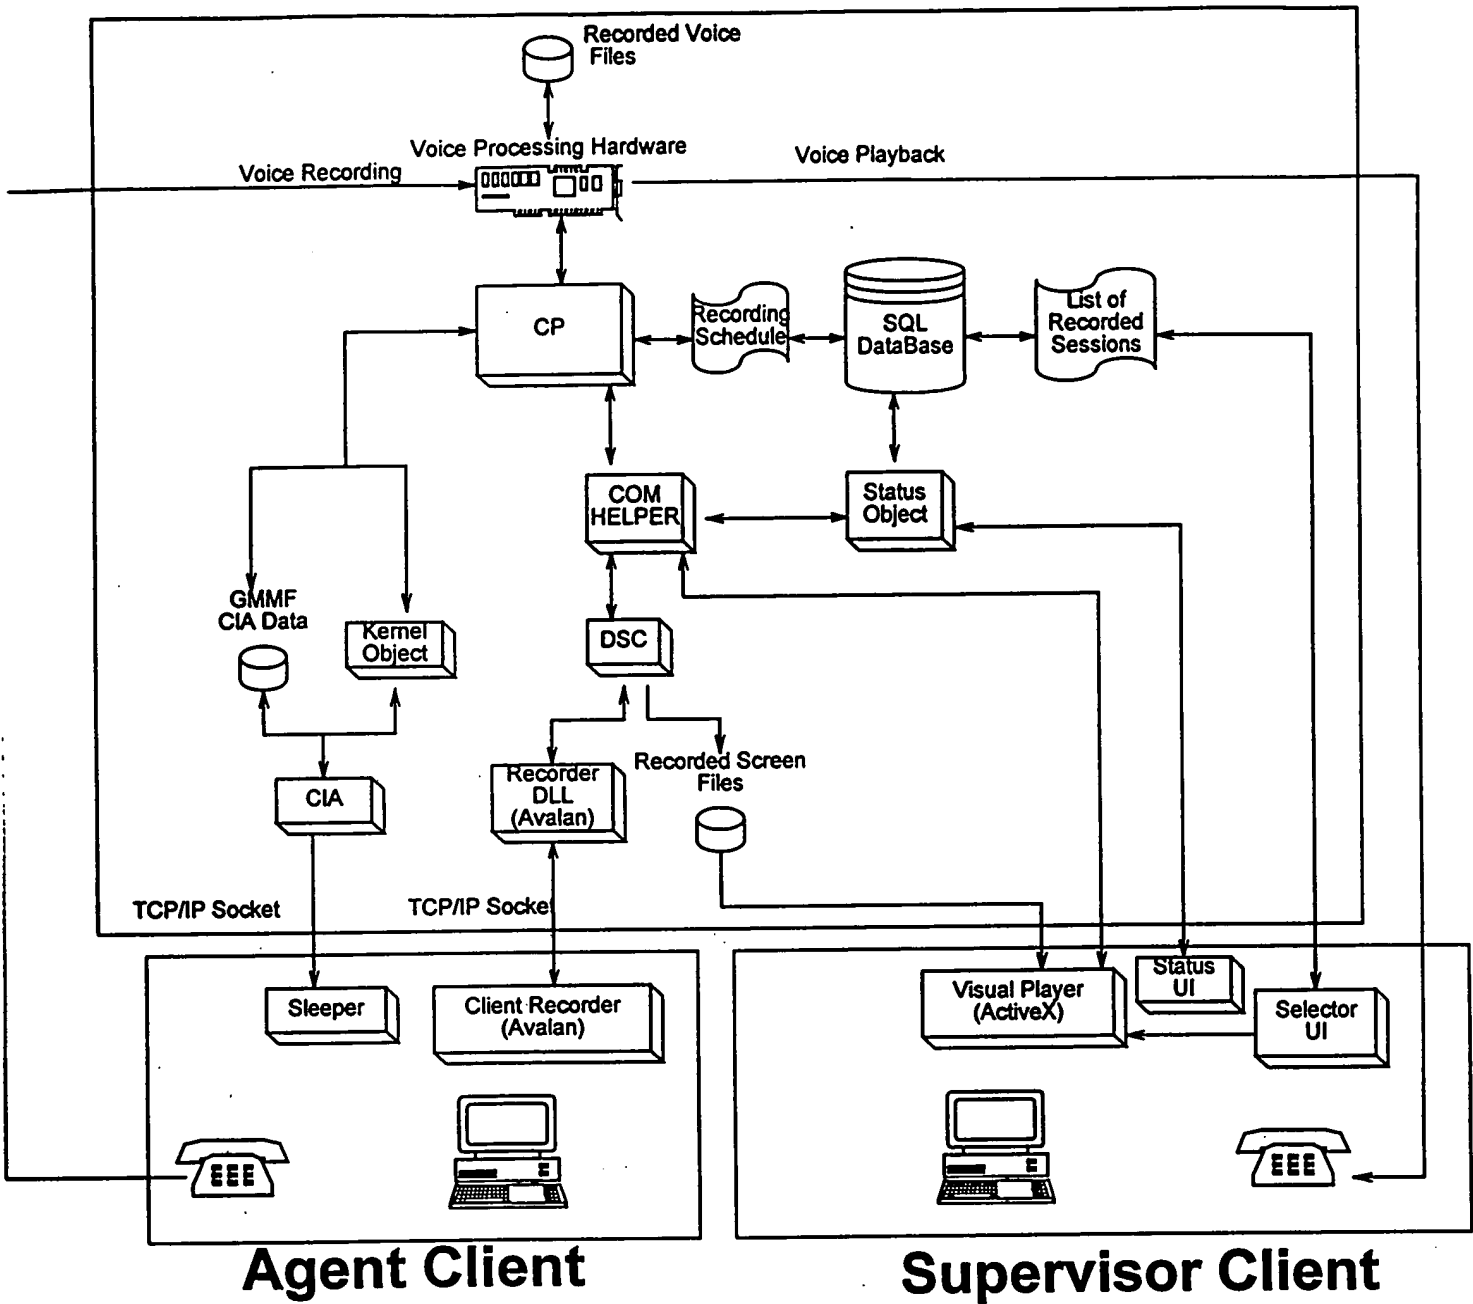 Recorded Voice
Files
Voice Processing Hardware
Voice Playback
Voice Recording
CP
Recording
Schedule
SQL
DataBase
List of
Recorded
Sessions
COM
HELPER
Status
Object
GMMF
CIA Data
Kernel
Object
DSC
CIA
Recorder
DLL
(Avalan)
Recorded Screen
Files
TCP/IP Socket
TCP/IP Socket
Sleeper
Client Recorder
(Avalan)
Visual Player
(ActiveX)
Status
UI
Selector
UI
Agent Client
Supervisor Client